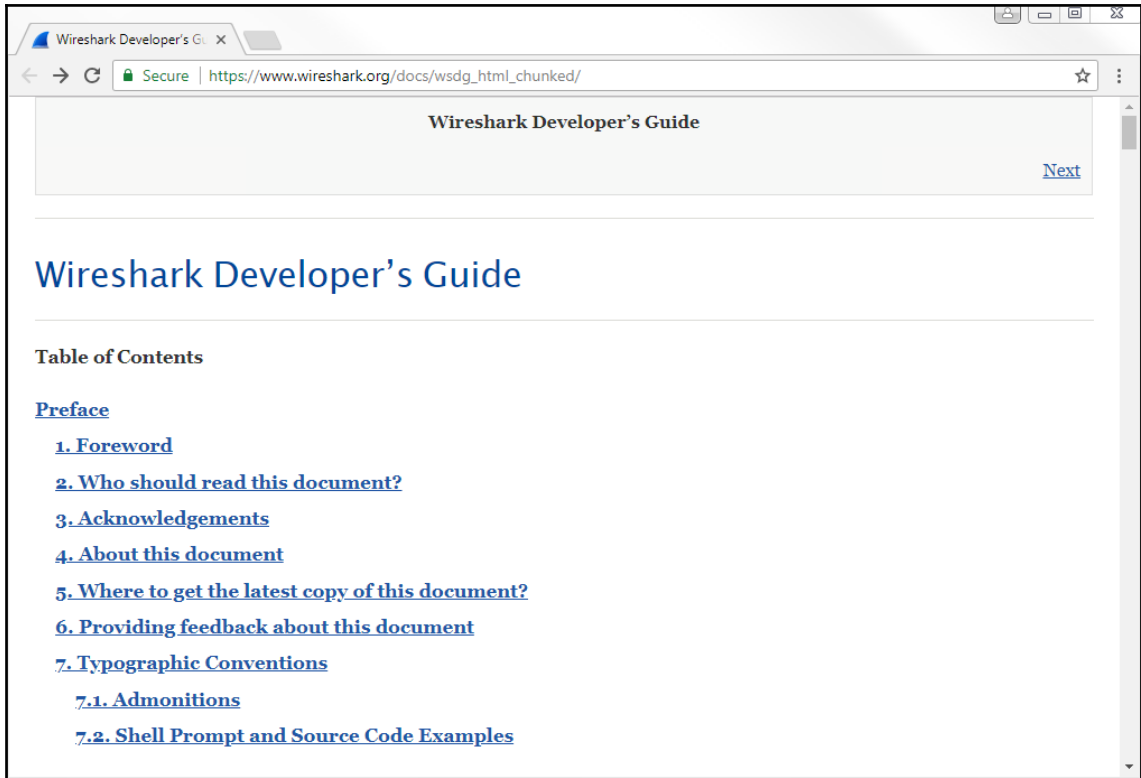 Wireshark Developer's Gu
Secure | https://www.wireshark.org/docs/wsdg_html_chunked/
Wireshark Developer’s Guide
Next
Wireshark Developer’s Guide
Table of Contents
Preface
1. Foreword
2. Who should read this document?
3. Acknowledgements
4. About this document
5. Where to get the latest copy of this document?
6. Providing feedback about this document
7. Typographic Conventions
7.1. Admonitions
7.2. Shell Prompt and Source Code Examples